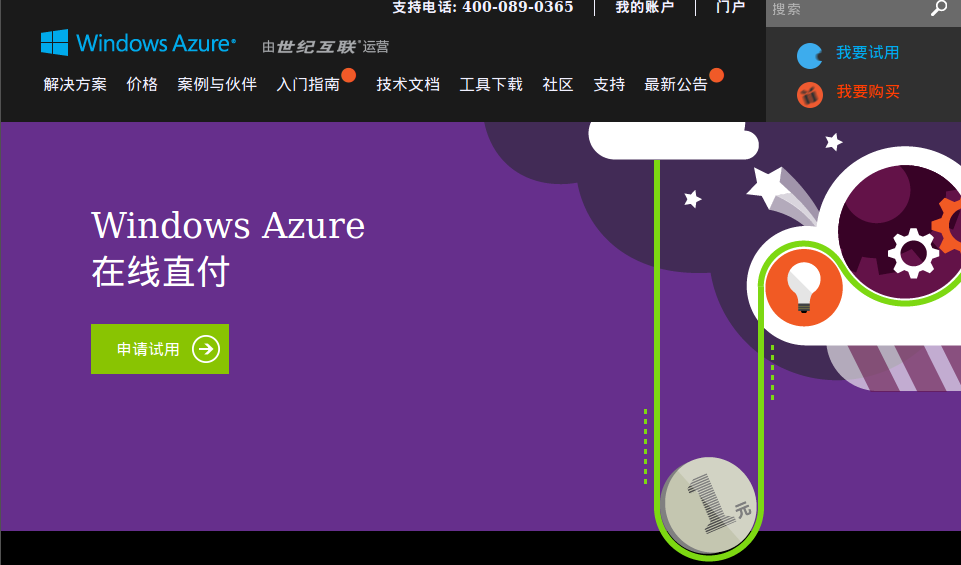 支持电话: 400-089-0365
我的账户
门户
搜索
Windows Azure
由世纪互联运营
我要试用
解决方案 价格 案例与伙伴 入门指南 技术文档 工具下载 社区 支持 最新公告
我要购买
Windows Azure
在线直付
申请试用
1元